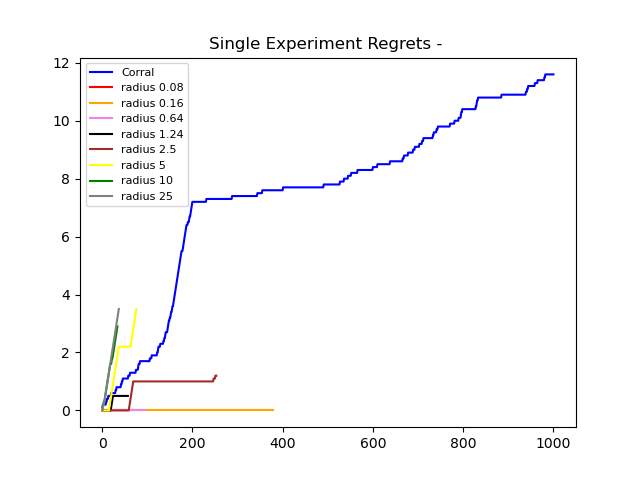 Single Experiment Regrets -
12
10
8
6
4
2
0
Corral
radius 0.08
radius 0.16
radius 0.64
radius 1.24
radius 2.5
radius 5
radius 10
radius 25
0 200 400 600 800 1000